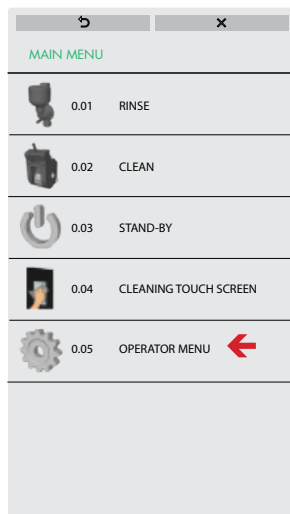 MAIN MENU
0.01 RINSE
0.02 CLEAN
0.03 STAND-BY
0.04 CLEANING TOUCH SCREEN
0.05 OPERATOR MENU